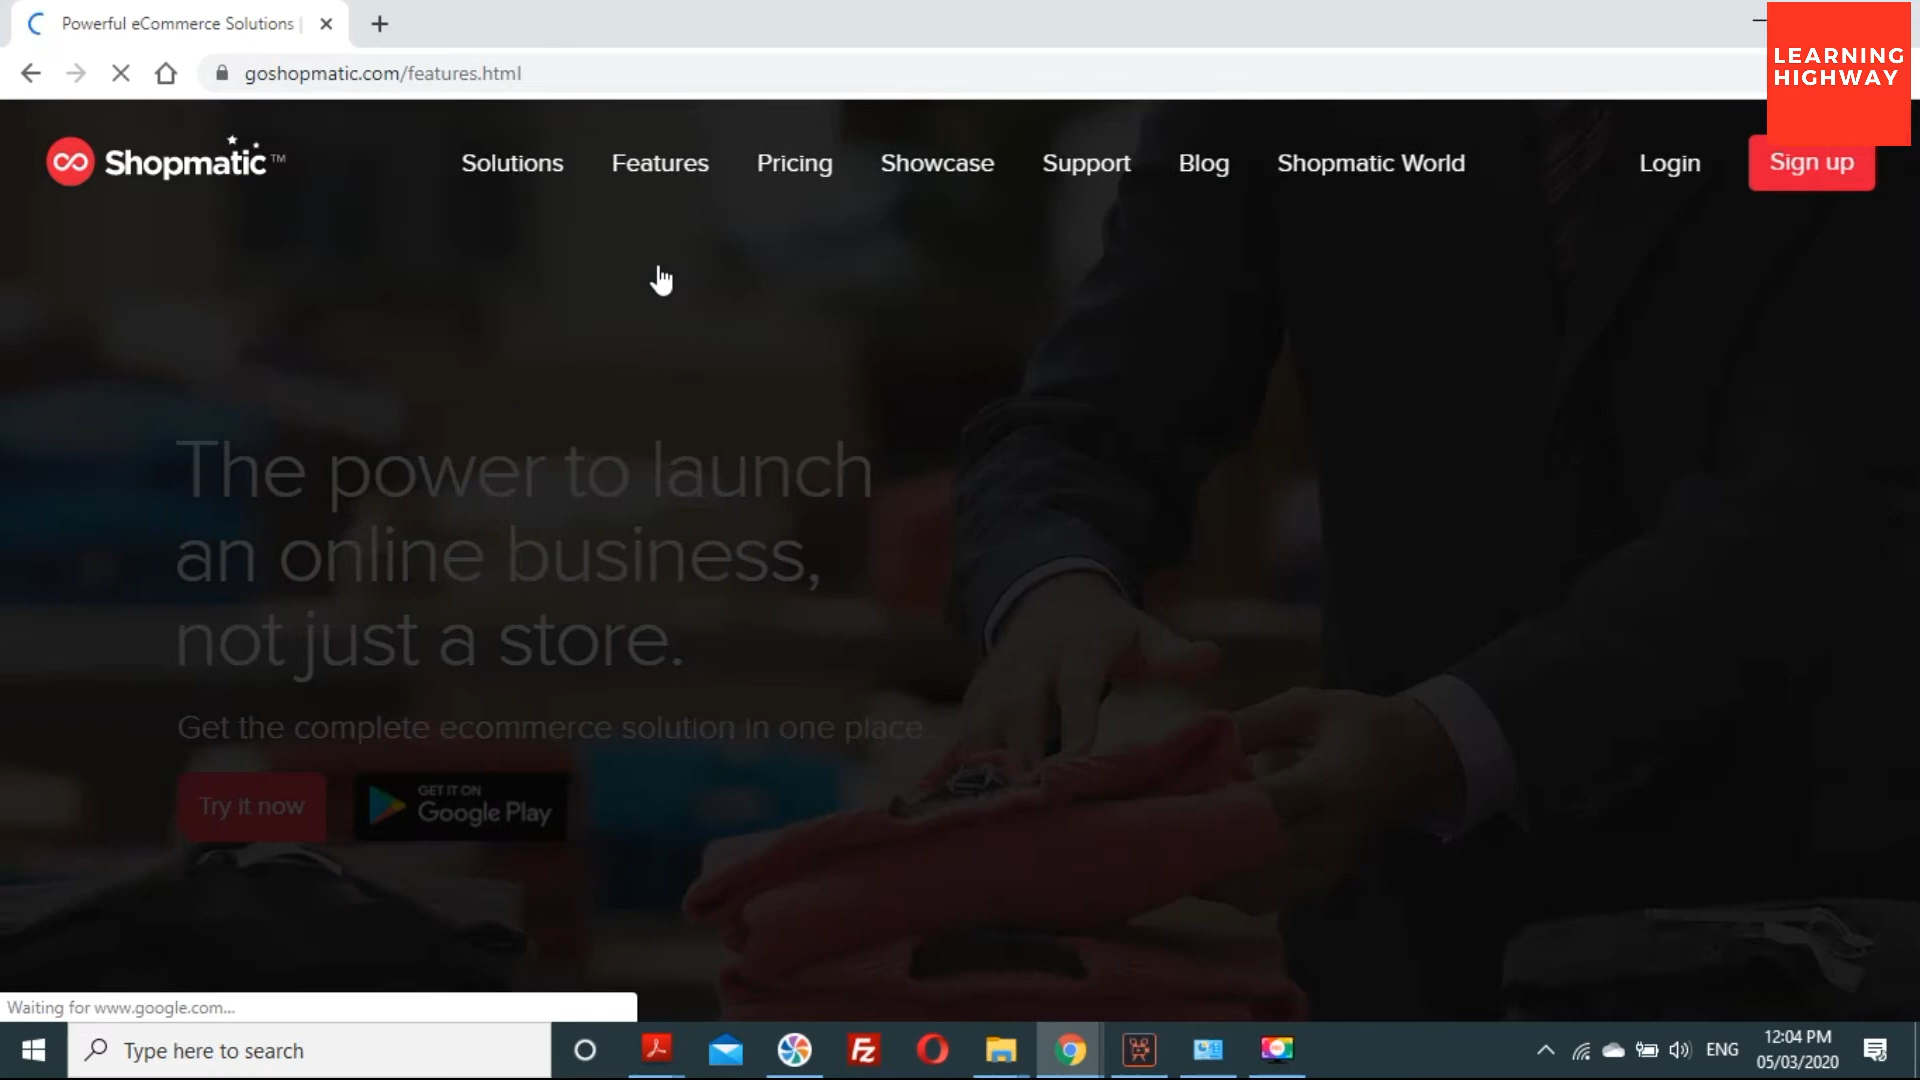 Powerful eCommerce Solutions |
goshopmatic.com/features.html
LEARNING
HIGHWAY
Shopmatic™
Solutions
Features
Pricing
Showcase
Support
Blog
Shopmatic World
Login
Sign up
The power to launch
an online business,
not just a store.
Get the complete ecommerce solution in one place.
Try it now
GET IT ON
Google Play
Waiting for www.google.com...
Type here to search
Fz
ENG
12:04 PM
05/03/2020